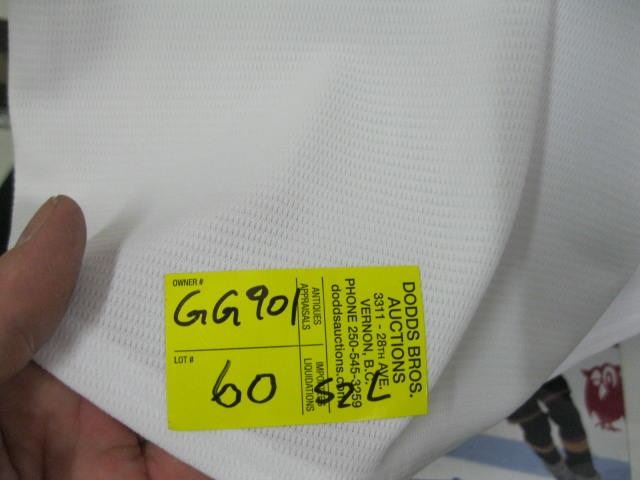 OWNER #
GG901
LOT #
60
ANTIQUES
APPRAISALS
LIQUIDATIONS
DODDS BROS.
AUCTIONS
3311 - 28TH AVE.
VERNON, B.C.
PHONE 250-545-3259
doddsauctions.com